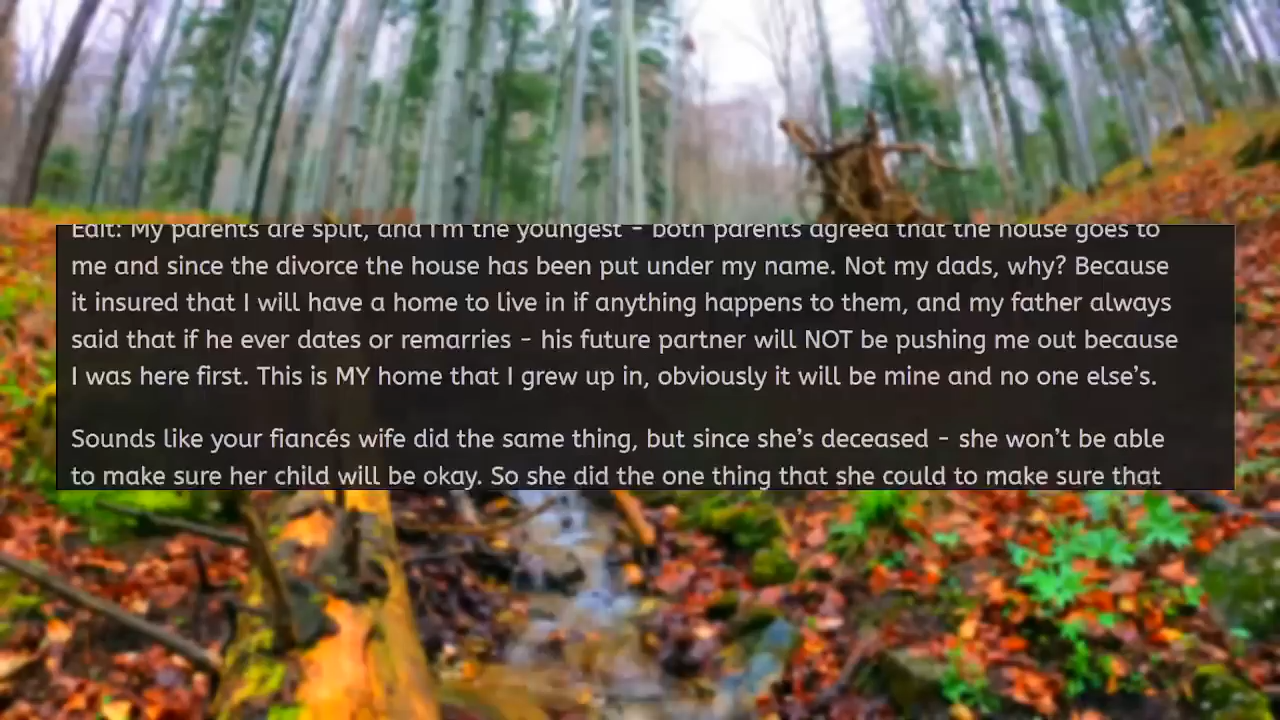 Edit: My parents are split, and I'm the youngest - both parents agreed that the house goes to
me and since the divorce the house has been put under my name. Not my dads, why? Because
it insured that I will have a home to live in if anything happens to them, and my father always
said that if he ever dates or remarries - his future partner will NOT be pushing me out because
I was here first. This is MY home that I grew up in, obviously it will be mine and no one else’s.
Sounds like your fiancés wife did the same thing, but since she’s deceased - she won’t be able
to make sure her child will be okay. So she did the one thing that she could to make sure that